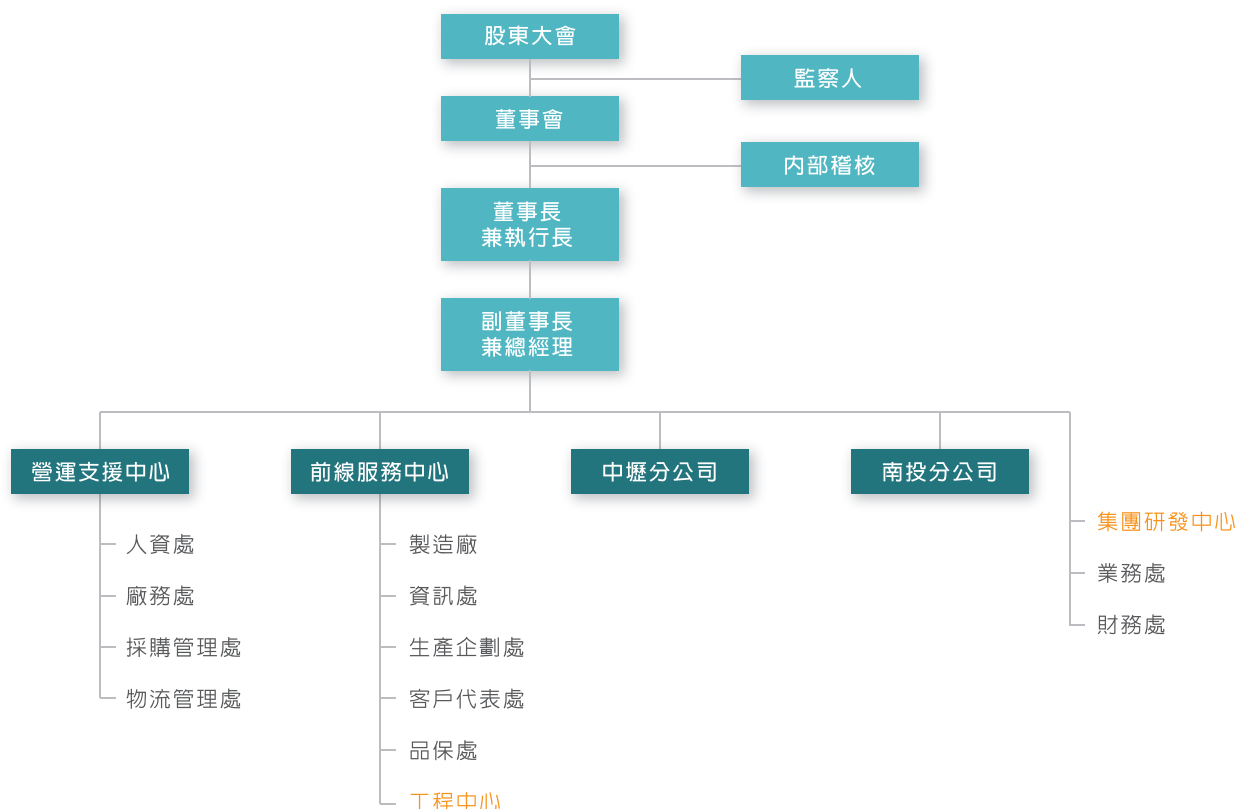 股東大會
監察人
董事會
内部稽核
董事長
兼執行長
副董事長
兼總經理
營運支援中心
前線服務中心
中壢分公司
南投分公司
人資處
廠務處
採購管理處
物流管理處
製造廠
資訊處
生產企劃處
客戶代表處
品保處
工程中心
集團研發中心
業務處
財務處